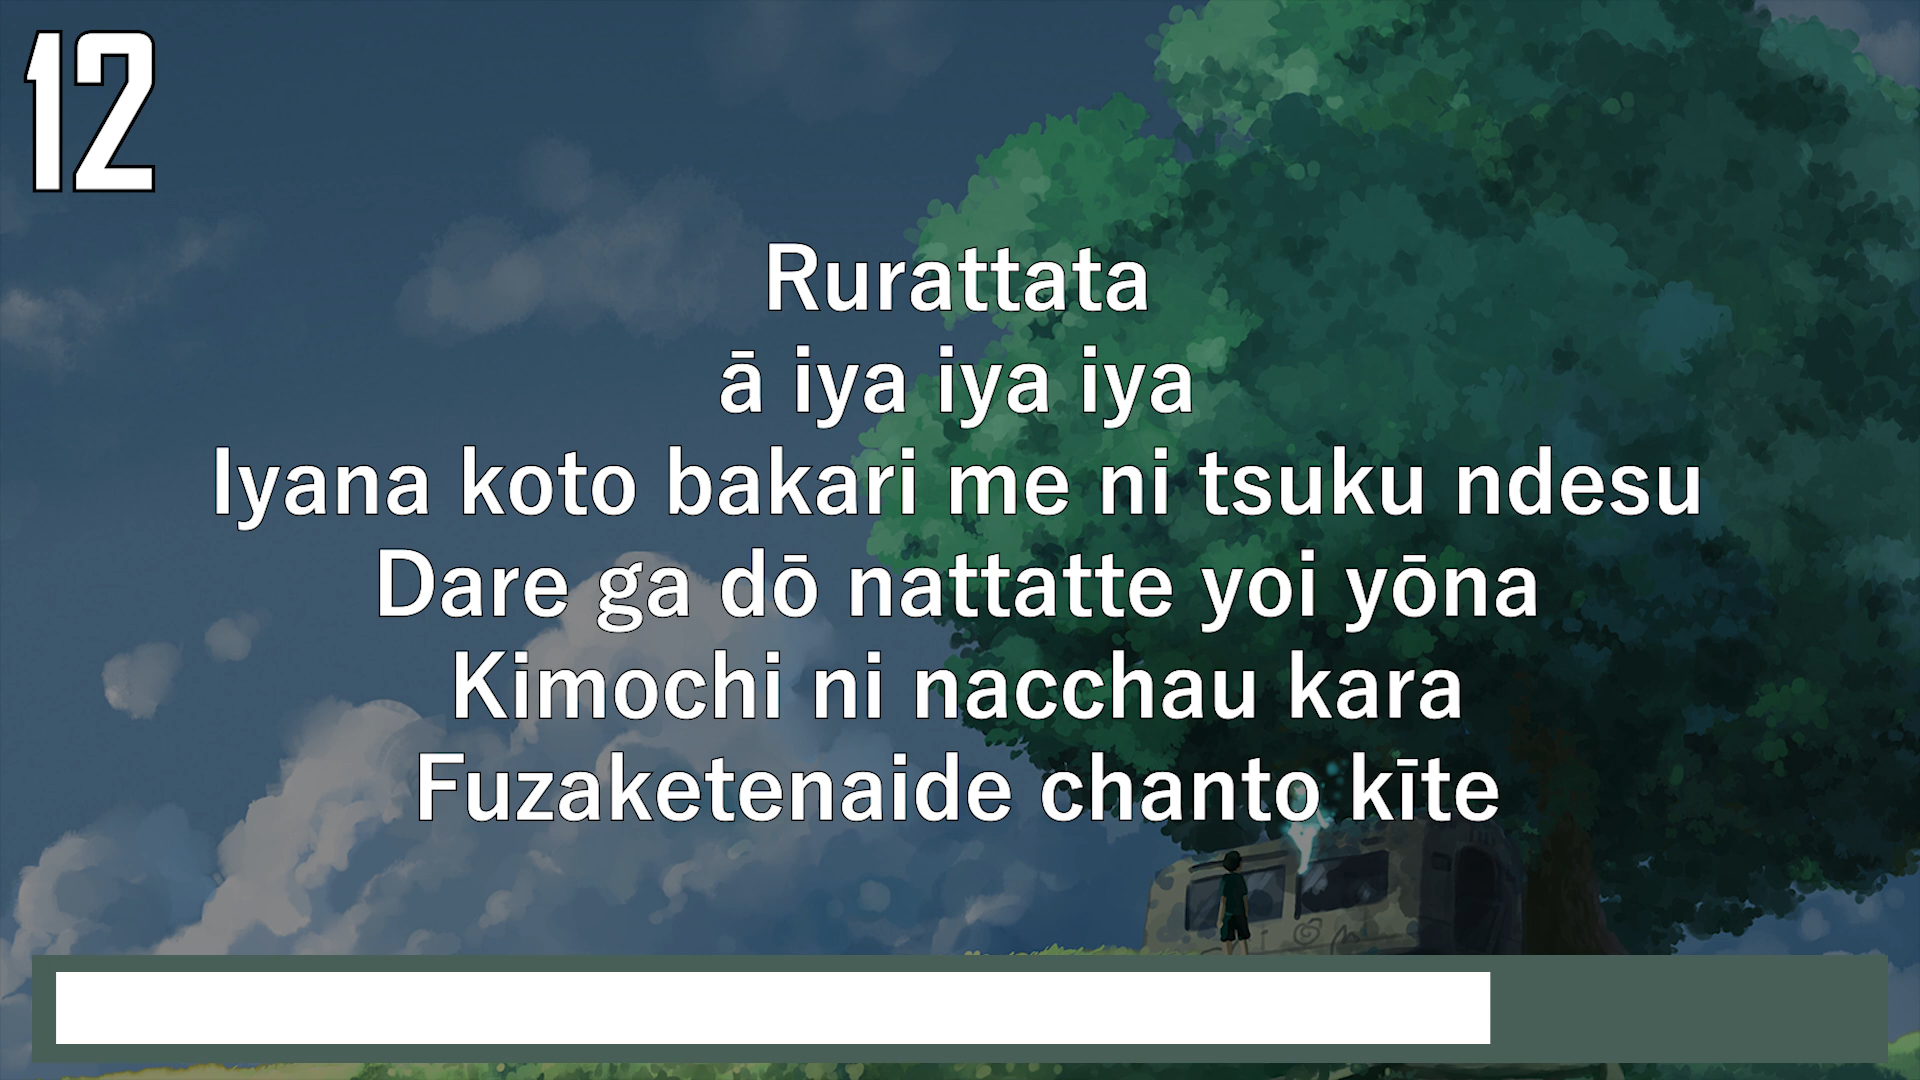 12
Rurattata
ā iya iya iya
Iyana koto bakari me ni tsuku ndesu
Dare ga dō nattatte yoi yōna
Kimochi ni nacchau kara
Fuzaketenaide chanto kīte